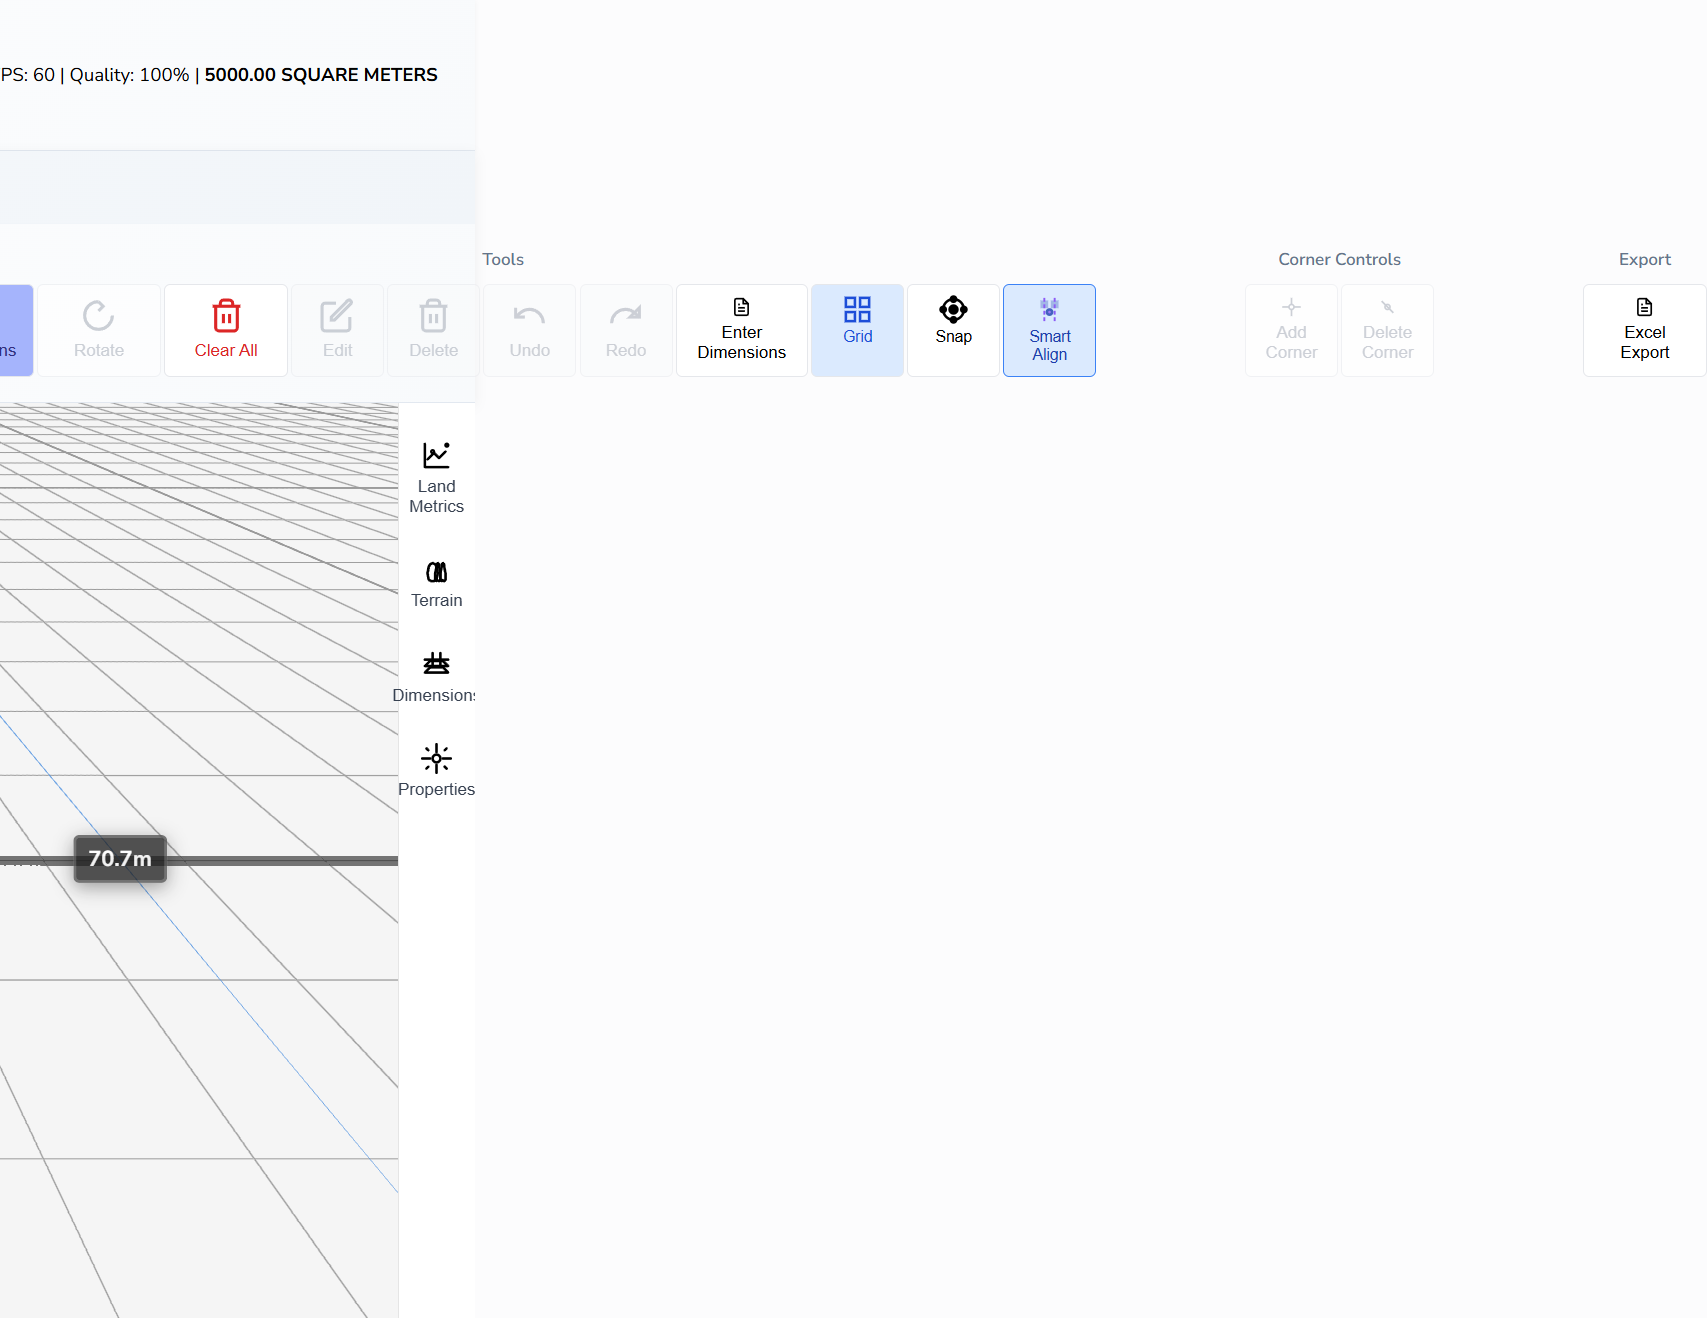 PS: 60 | Quality: 100% | 5000.00 SQUARE METERS
Tools
Corner Controls
Export
ns
Rotate
Clear All
Edit
Delete
Undo
Redo
Enter
Dimensions
Grid
Snap
Smart
Align
Add
Corner
Delete
Corner
Excel
Export
Land
Metrics
Terrain
Dimensions
Properties
70.7m